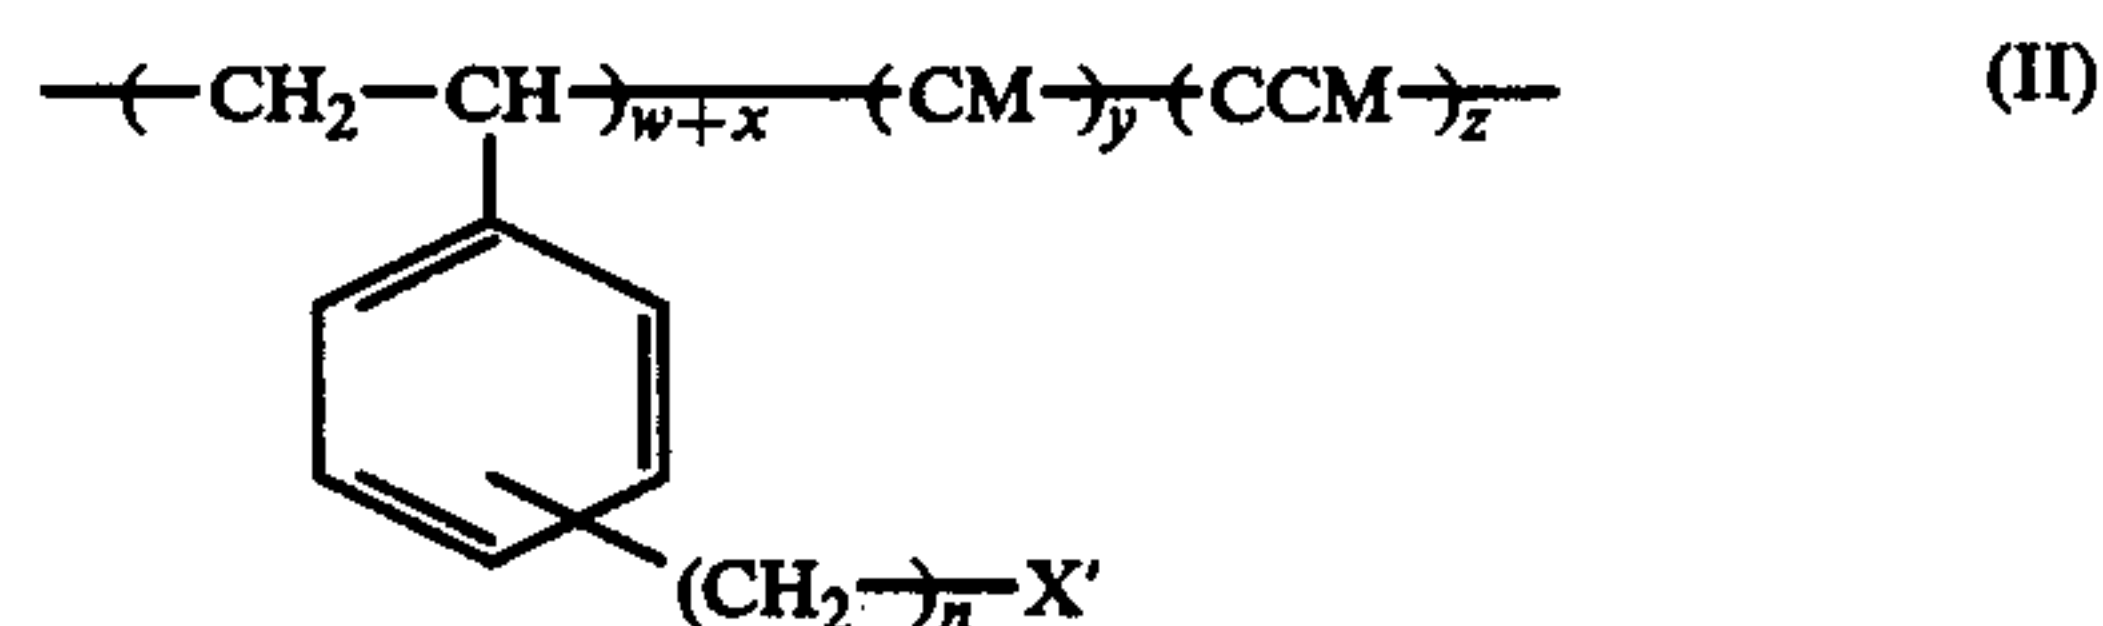 —(—CH₂—CH—)w+x—(CM—)y(CCM—)z— (II)
(CH₂—)n—X'